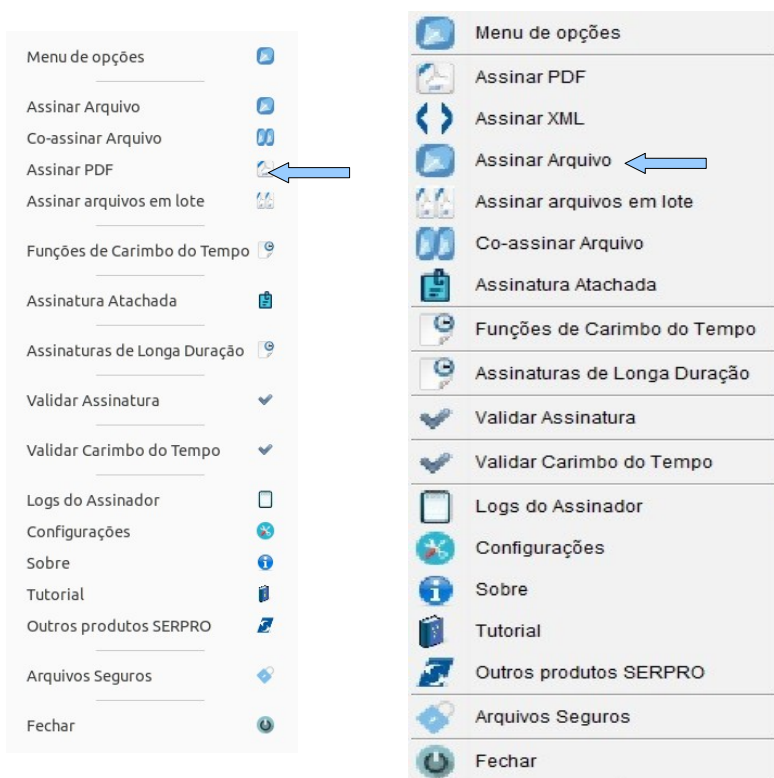 Menu de opções
Assinar Arquivo
Co-assinar Arquivo
Assinar PDF
Assinar arquivos em lote
Funções de Carimbo do Tempo
Assinatura Atachada
Assinaturas de Longa Duração
Validar Assinatura
Validar Carimbo do Tempo
Logs do Assinador
Configurações
Sobre
Tutorial
Outros produtos SERPRO
Arquivos Seguros
Fechar
Menu de opções
Assinar PDF
Assinar XML
Assinar Arquivo
Assinar arquivos em lote
Co-assinar Arquivo
Assinatura Atachada
Funções de Carimbo do Tempo
Assinaturas de Longa Duração
Validar Assinatura
Validar Carimbo do Tempo
Logs do Assinador
Configurações
Sobre
Tutorial
Outros produtos SERPRO
Arquivos Seguros
Fechar